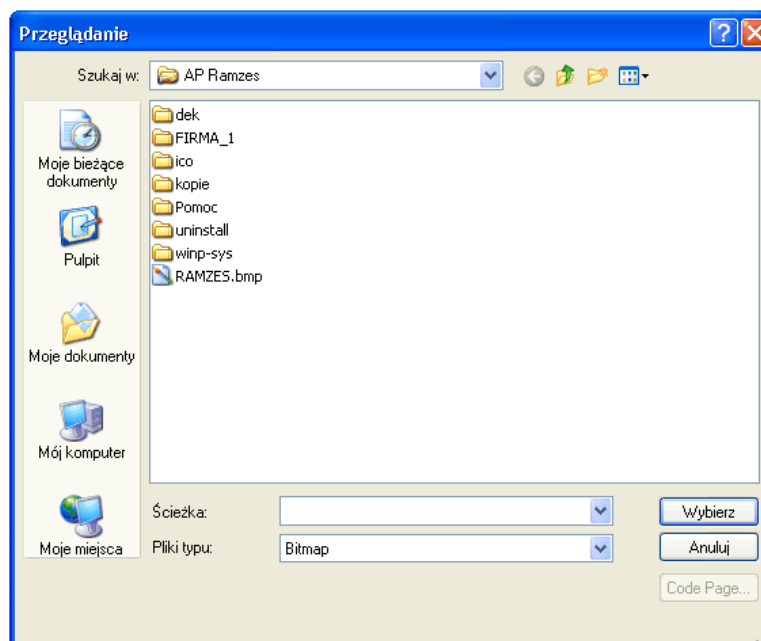 Przeglądanie
Szukaj w: AP Ramzes
Moje bieżące
dokumenty
Pulpit
Moje dokumenty
Mój komputer
Moje miejsca
dek
FIRMA_1
ico
kopie
Pomoc
uninstall
winp-sys
RAMZES.bmp
Ścieżka:
Wybierz
Pliki typu: Bitmap
Anuluj
Code Page...